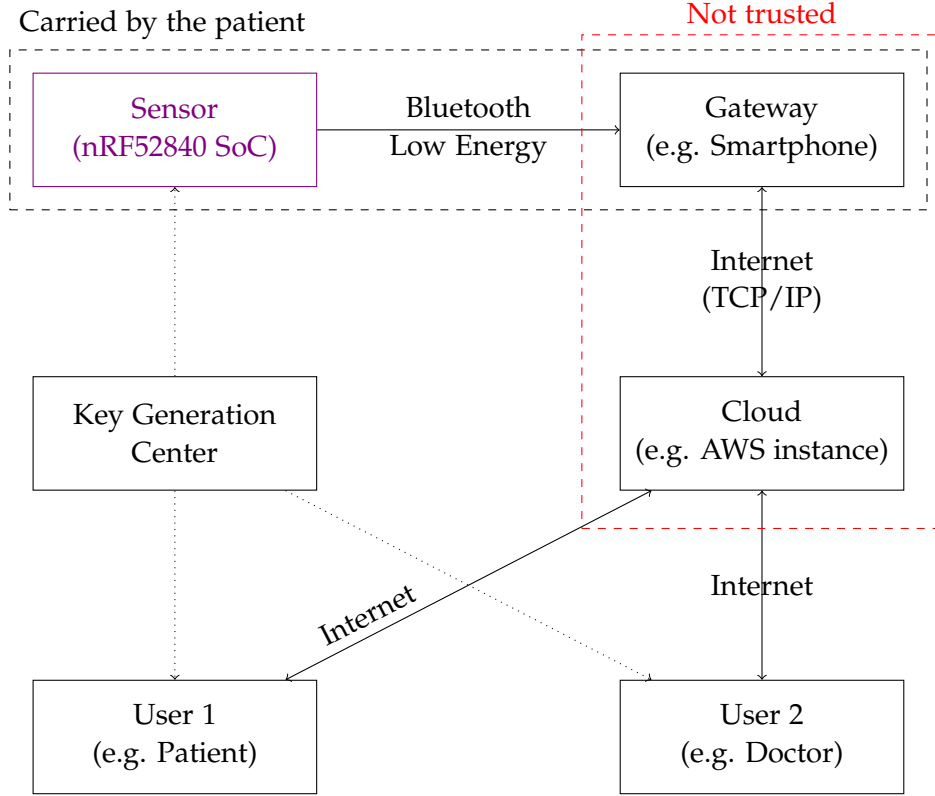 Not trusted
Carried by the patient
Sensor
(nRF52840 SoC)
Bluetooth
Low Energy
Gateway
(e.g. Smartphone)
Internet
(TCP/IP)
Key Generation
Center
Cloud
(e.g. AWS instance)
Internet
Internet
User 1
(e.g. Patient)
User 2
(e.g. Doctor)